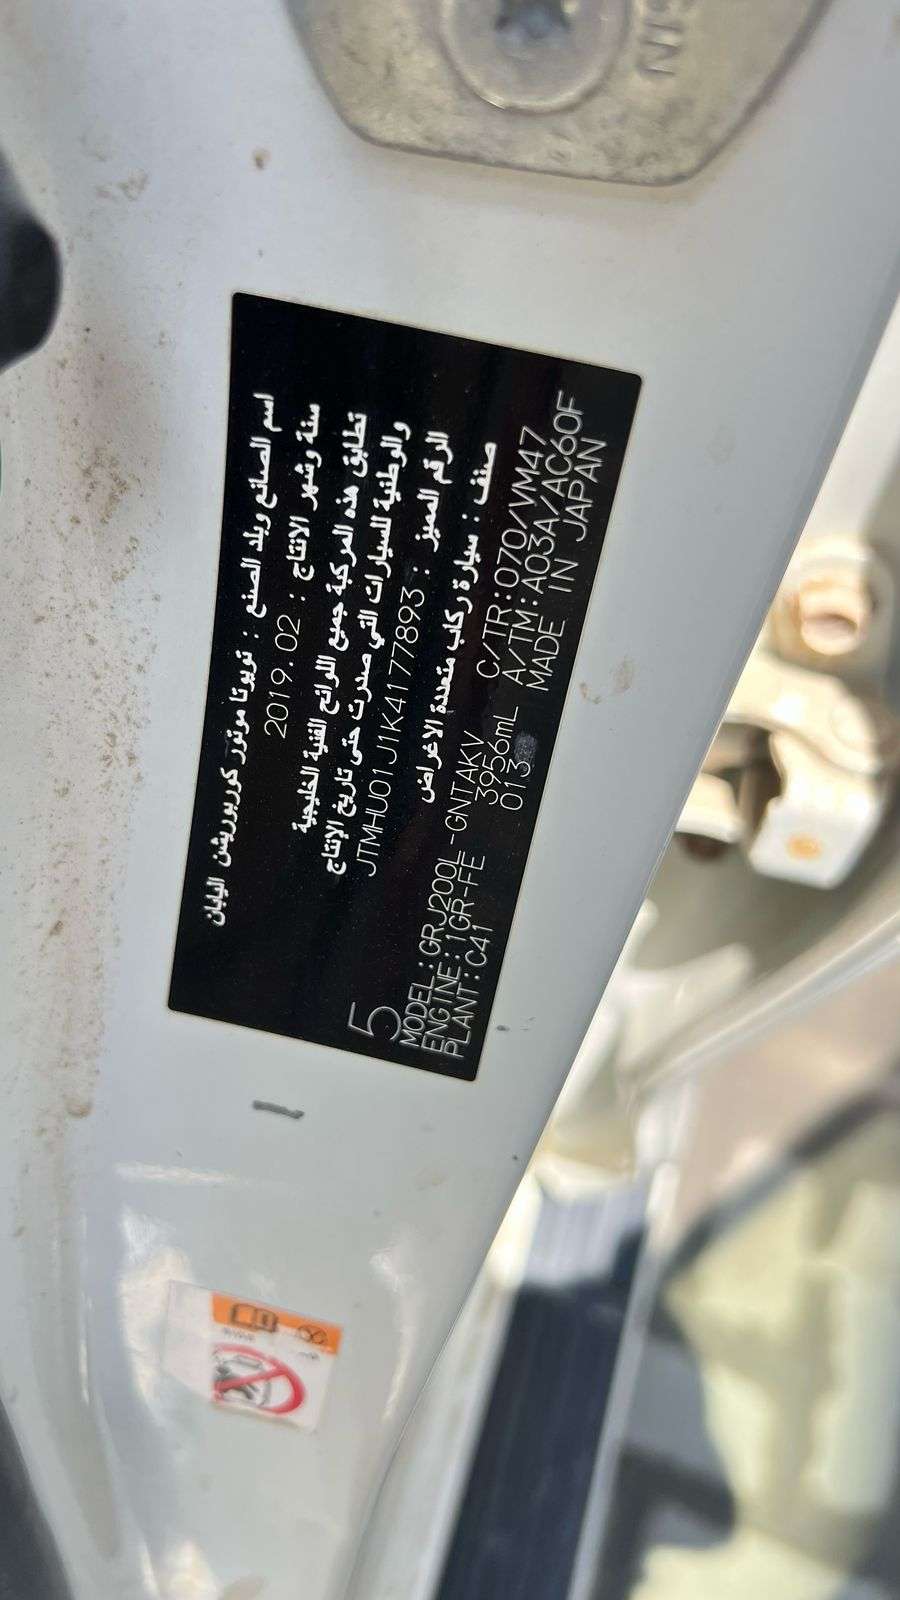 اسم الصانع وبلد الصنع : تويوتا موتور كوربوريشن اليابان
سنة وشهر الانتاج : 2019.02
تطابق هذه المركبة جميع اللوائح الفنية الخليجية
والوطنية للسيارات التي صدرت حتى تاريخ الإنتاج
الرقم المميز : JTMHU01J1K4177893
صنف : سيارة ركاب متعددة الاغراض
5
MODEL:GRJ200L-GNTAKV C/TR:070/VM47
ENGINE:1GR-FE 3956mL A/TM:A03A/AC60F
PLANT:C41 013 MADE IN JAPAN